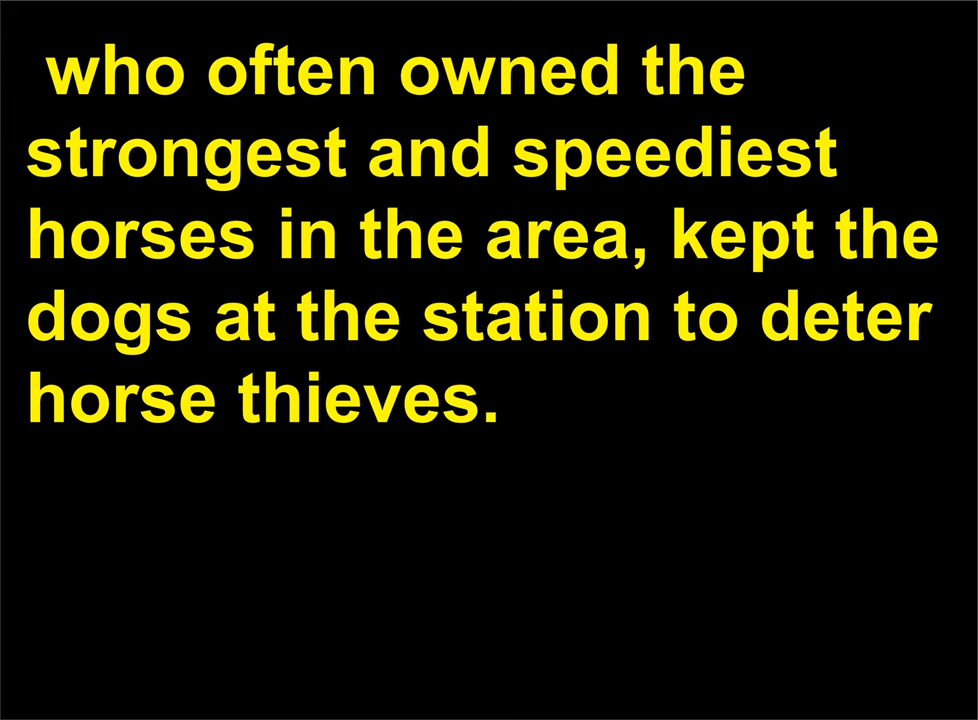 who often owned the
strongest and speediest
horses in the area, kept the
dogs at the station to deter
horse thieves.